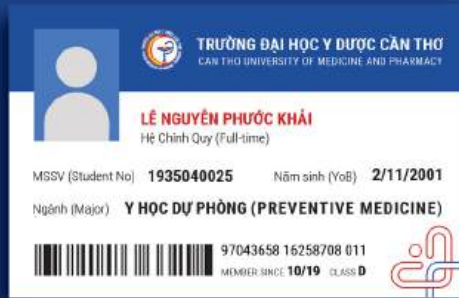 TRƯỜNG ĐẠI HỌC Y DƯỢC CẦN THƠ
CAN THO UNIVERSITY OF MEDICINE AND PHARMACY
LÊ NGUYỄN PHƯỚC KHẢI
Hệ Chính Quy (Full-time)
MSSV (Student No) 1935040025 Năm sinh (YoB) 2/11/2001
Ngành (Major) Y HỌC DỰ PHÒNG (PREVENTIVE MEDICINE)
97043658 16258708 011
MEMBER SINCE 10/19 CLASS D